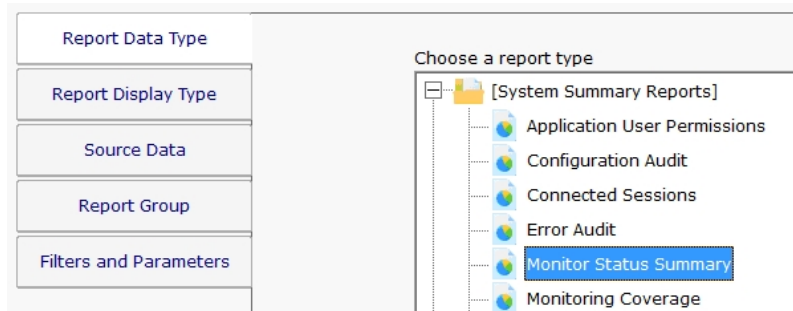 Report Data Type
Report Display Type
Source Data
Report Group
Filters and Parameters
Choose a report type
[System Summary Reports]
Application User Permissions
Configuration Audit
Connected Sessions
Error Audit
Monitor Status Summary
Monitoring Coverage